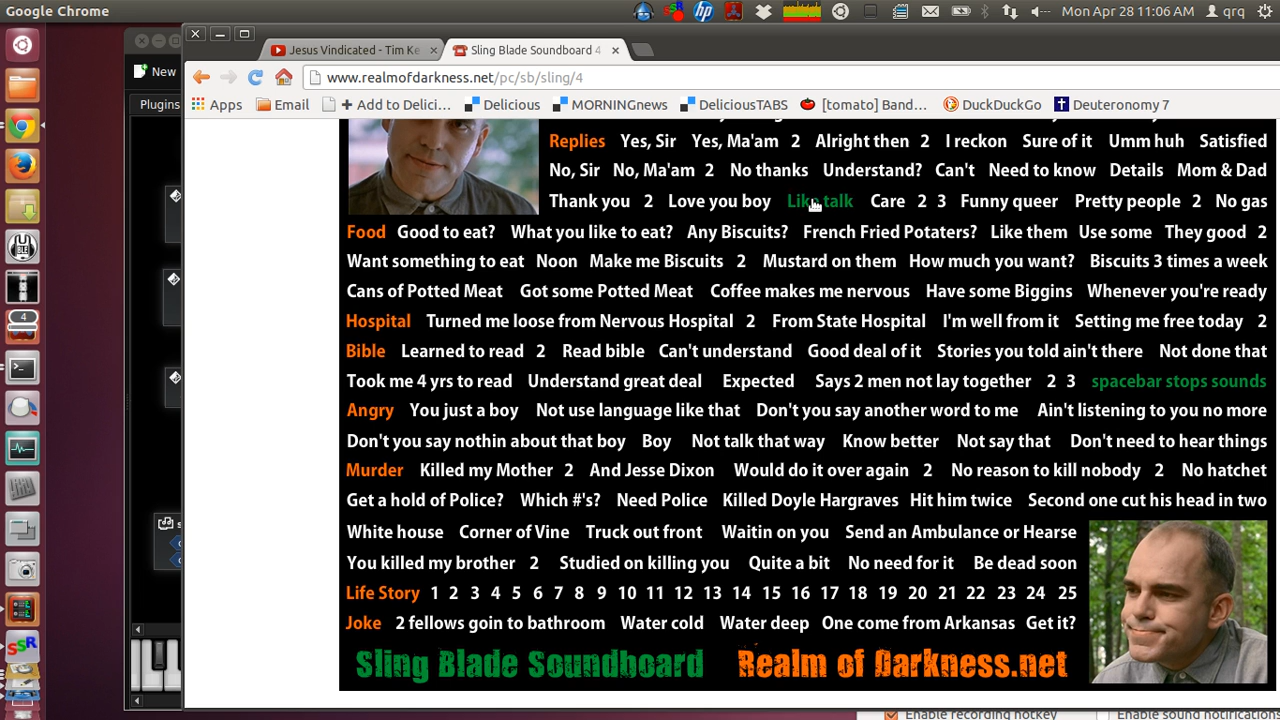 Google Chrome
Mon Apr 28 11:06 AM qrq
Jesus Vindicated - Tim Ke
Sling Blade Soundboard 4
New
www.realmofdarkness.net/pc/sb/sling/4
Plugins
Apps Email + Add to Delici... Delicious MORNINGnews DeliciousTABS [tomato] Band... DuckDuckGo Deuteronomy 7
Replies Yes, Sir Yes, Ma'am 2 Alright then 2 I reckon Sure of it Umm huh Satisfied
No, Sir No, Ma'am 2 No thanks Understand? Can't Need to know Details Mom & Dad
Thank you 2 Love you boy Like talk Care 2 3 Funny queer Pretty people 2 No gas
Food Good to eat? What you like to eat? Any Biscuits? French Fried Potaters? Like them Use some They good 2
Want something to eat Noon Make me Biscuits 2 Mustard on them How much you want? Biscuits 3 times a week
Cans of Potted Meat Got some Potted Meat Coffee makes me nervous Have some Biggins Whenever you're ready
Hospital Turned me loose from Nervous Hospital 2 From State Hospital I'm well from it Setting me free today 2
4
Bible Learned to read 2 Read bible Can't understand Good deal of it Stories you told ain't there Not done that
Took me 4 yrs to read Understand great deal Expected Says 2 men not lay together 2 3 spacebar stops sounds
Angry You just a boy Not use language like that Don't you say another word to me Ain't listening to you no more
Don't you say nothin about that boy Boy Not talk that way Know better Not say that Don't need to hear things
Murder Killed my Mother 2 And Jesse Dixon Would do it over again 2 No reason to kill nobody 2 No hatchet
Get a hold of Police? Which #'s? Need Police Killed Doyle Hargraves Hit him twice Second one cut his head in two
White house Corner of Vine Truck out front Waitin on you Send an Ambulance or Hearse
You killed my brother 2 Studied on killing you Quite a bit No need for it Be dead soon
Life Story 1 2 3 4 5 6 7 8 9 10 11 12 13 14 15 16 17 18 19 20 21 22 23 24 25
Joke 2 fellows goin to bathroom Water cold Water deep One come from Arkansas Get it?
Sling Blade Soundboard Realm of Darkness.net
SSR
Enable recording hotkey Enable sound notifications